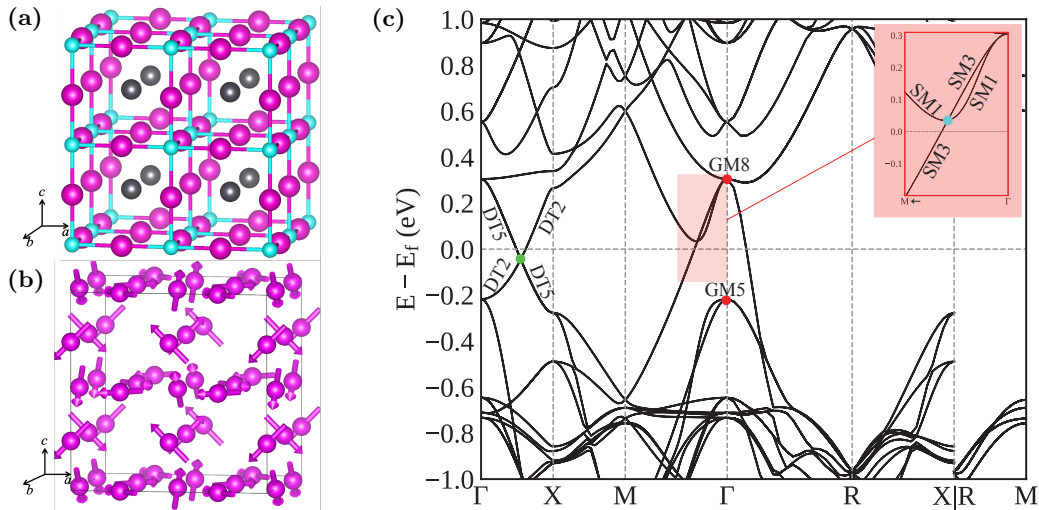 (a)
c
b
a
(b)
c
b
a
(c)
E − E_f (eV)
1.0
0.8
0.6
0.4
0.2
0.0
−0.2
−0.4
−0.6
−0.8
−1.0
Γ X M Γ R X|R M
DT5
DT2
DT2
DT5
GM8
GM5
0.3
0.2
0.1
0.0
−0.1
M ← Γ
SM1
SM3
SM1
SM3